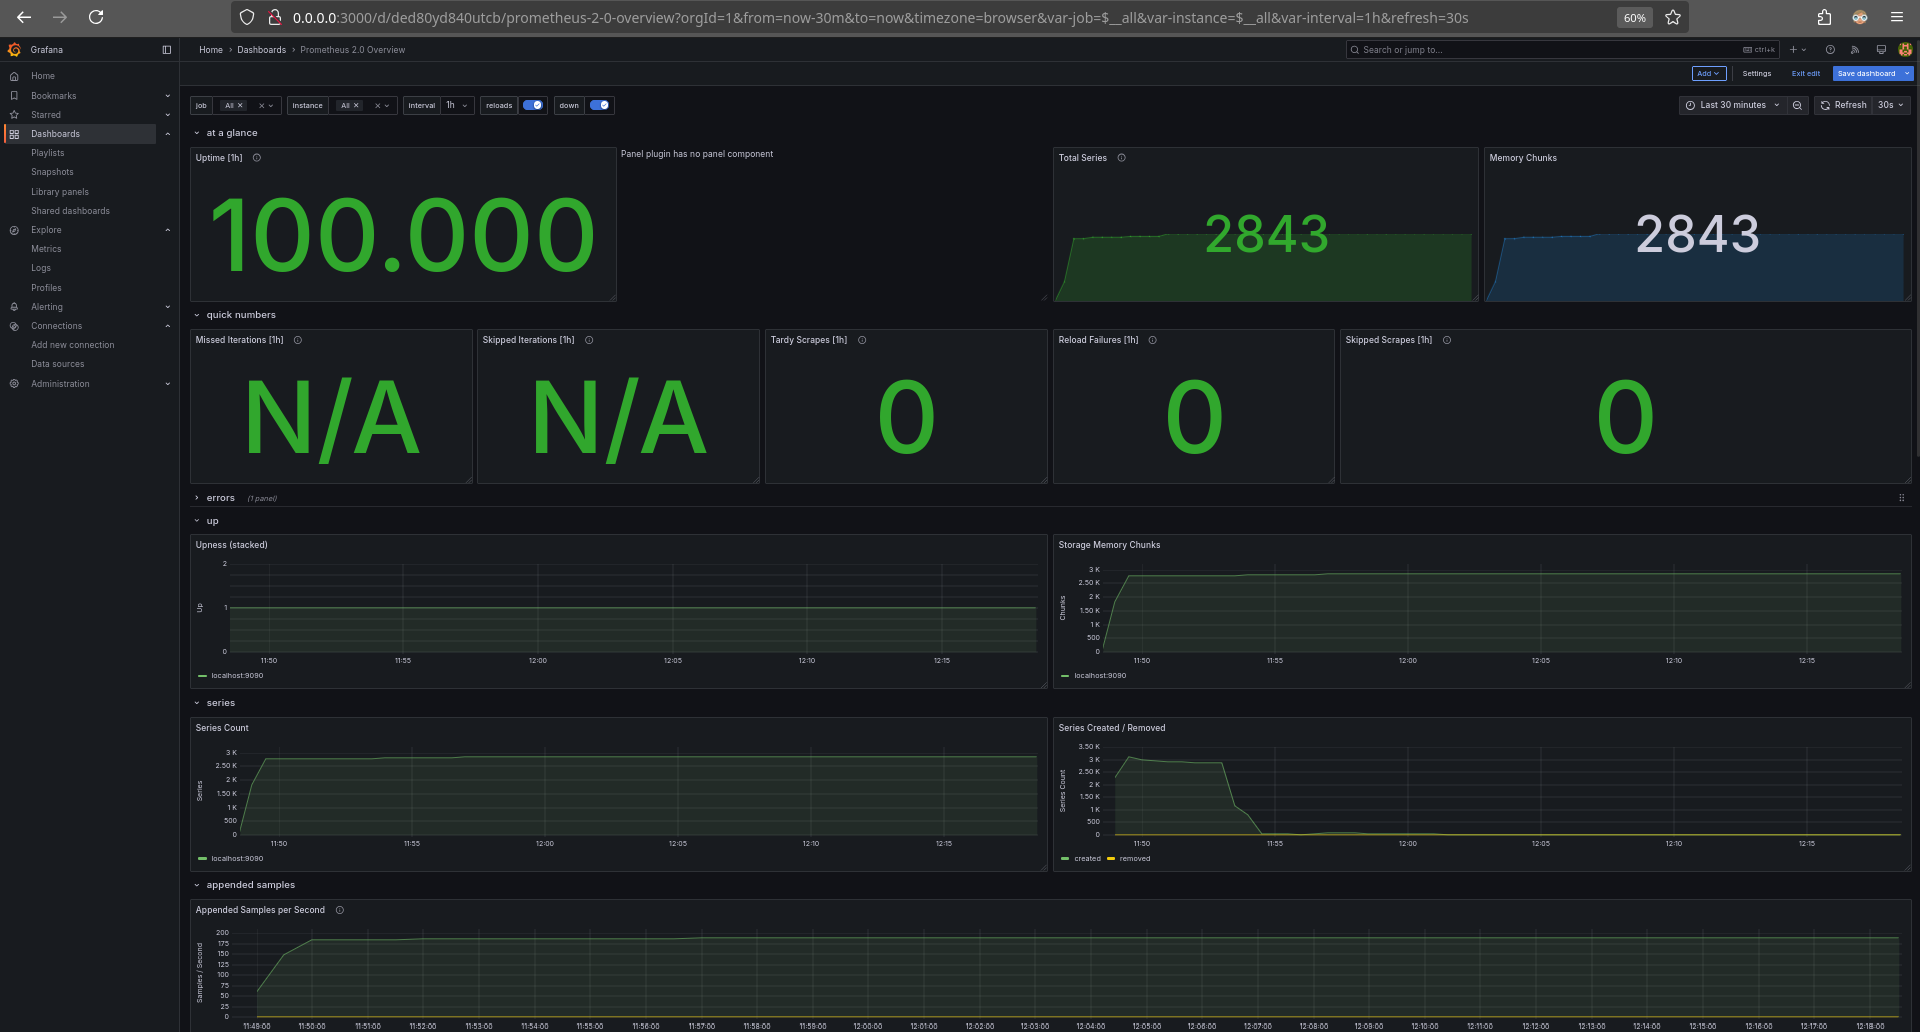 0.0.0.0:3000/d/ded80yd840utcb/prometheus-2-0-overview?orgId=1&from=now-30m&to=now&timezone=browser&var-job=$__all&var-instance=$__all&var-interval=1h&refresh=30s
60%
Grafana
Home › Dashboards › Prometheus 2.0 Overview
Search or jump to...
ctrl+k
Add
Settings
Exit edit
Save dashboard
Home
Bookmarks
Starred
Dashboards
Playlists
Snapshots
Library panels
Shared dashboards
Explore
Metrics
Logs
Profiles
Alerting
Connections
Add new connection
Data sources
Administration
job All
Instance All
interval 1h
reloads
down
Last 30 minutes
Refresh 30s
at a glance
Uptime [1h]
100.000
Panel plugin has no panel component
Total Series
2843
Memory Chunks
2843
quick numbers
Missed Iterations [1h]
N/A
Skipped Iterations [1h]
N/A
Tardy Scrapes [1h]
0
Reload Failures [1h]
0
Skipped Scrapes [1h]
0
errors (1 panel)
up
Upness (stacked)
Up
2
1
0
11:50 11:55 12:00 12:05 12:10 12:15
localhost:9090
Storage Memory Chunks
Chunks
3 K
2.50 K
2 K
1.50 K
1 K
500
0
11:50 11:55 12:00 12:05 12:10 12:15
localhost:9090
series
Series Count
Series
3 K
2.50 K
2 K
1.50 K
1 K
500
0
11:50 11:55 12:00 12:05 12:10 12:15
localhost:9090
Series Created / Removed
Series Count
3.50 K
3 K
2.50 K
2 K
1.50 K
1 K
500
0
11:50 11:55 12:00 12:05 12:10 12:15
created removed
appended samples
Appended Samples per Second
Samples / Second
200
175
150
125
100
75
50
25
0
11:49:00 11:50:00 11:51:00 11:52:00 11:53:00 11:54:00 11:55:00 11:56:00 11:57:00 11:58:00 11:59:00 12:00:00 12:01:00 12:02:00 12:03:00 12:04:00 12:05:00 12:06:00 12:07:00 12:08:00 12:09:00 12:10:00 12:11:00 12:12:00 12:13:00 12:14:00 12:15:00 12:16:00 12:17:00 12:18:00